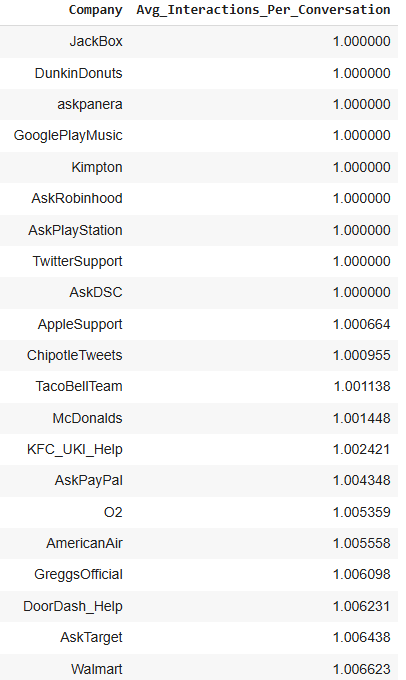 Company Avg_Interactions_Per_Conversation
JackBox 1.000000
DunkinDonuts 1.000000
askpanera 1.000000
GooglePlayMusic 1.000000
Kimpton 1.000000
AskRobinhood 1.000000
AskPlayStation 1.000000
TwitterSupport 1.000000
AskDSC 1.000000
AppleSupport 1.000664
ChipotleTweets 1.000955
TacoBellTeam 1.001138
McDonalds 1.001448
KFC_UKI_Help 1.002421
AskPayPal 1.004348
O2 1.005359
AmericanAir 1.005558
GreggsOfficial 1.006098
DoorDash_Help 1.006231
AskTarget 1.006438
Walmart 1.006623